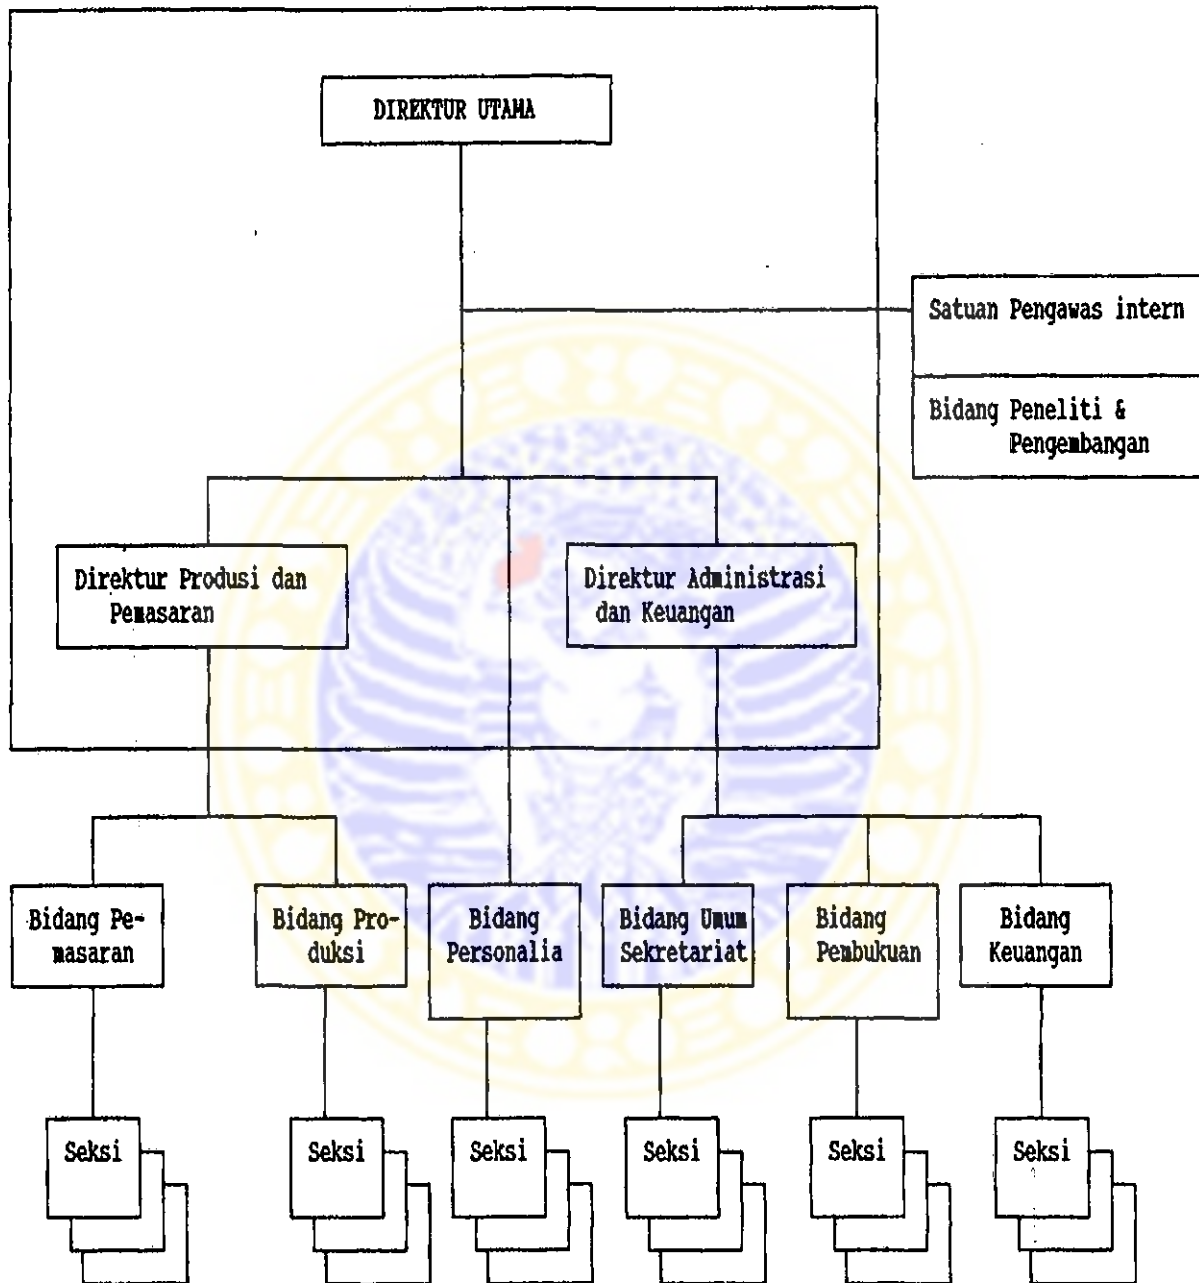 DIREKTUR UTAMA
Satuan Pengawas intern
Bidang Peneliti &
Pengembangan
Direktur Produsi dan
Pemasaran
Direktur Administrasi
dan Keuangan
Bidang Pe-
masaran
Bidang Pro-
duksi
Bidang
Personalia
Bidang Umum
Sekretariat
Bidang
Pembukuan
Bidang
Keuangan
Seksi
Seksi
Seksi
Seksi
Seksi
Seksi